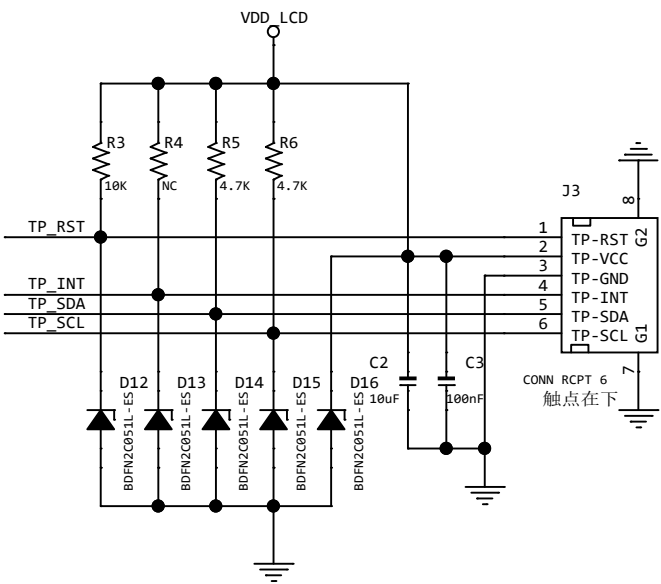 VDD_LCD
R3
R4
R5
R6
10K
NC
4.7K
4.7K
J3
8
TP_RST
1
TP-RST
G2
2
TP-VCC
3
TP-GND
TP_INT
4
TP-INT
TP_SDA
5
TP-SDA
TP_SCL
6
TP-SCL
G1
7
C2
C3
10uF
100nF
CONN RCPT 6
触点在下
D12
D13
D14
D15
D16
BDFN2C051L-ES
BDFN2C051L-ES
BDFN2C051L-ES
BDFN2C051L-ES
BDFN2C051L-ES